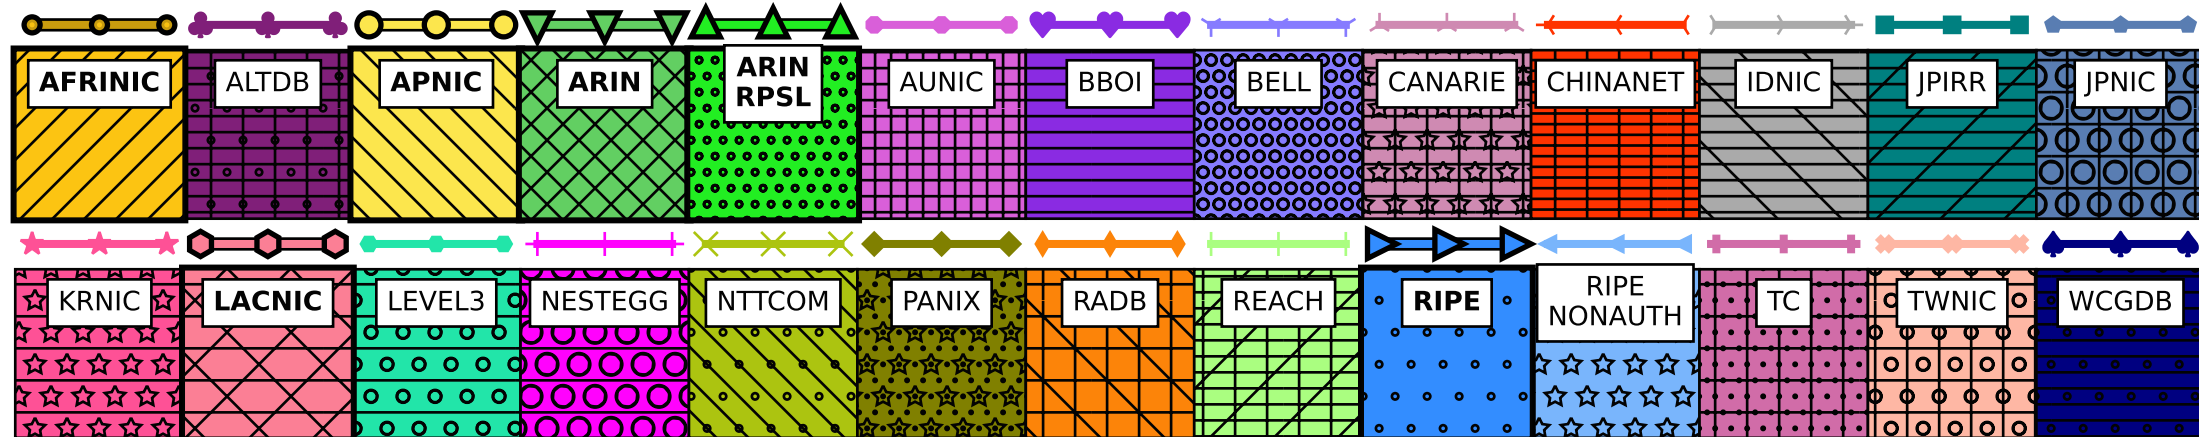 AFRINIC
ALTDB
APNIC
ARIN
ARIN
RPSL
AUNIC
BBOI
BELL
CANARIE
CHINANET
IDNIC
JPIRR
JPNIC
KRNIC
LACNIC
LEVEL3
NESTEGG
NTTCOM
PANIX
RADB
REACH
RIPE
RIPE
NONAUTH
TC
TWNIC
WCGDB